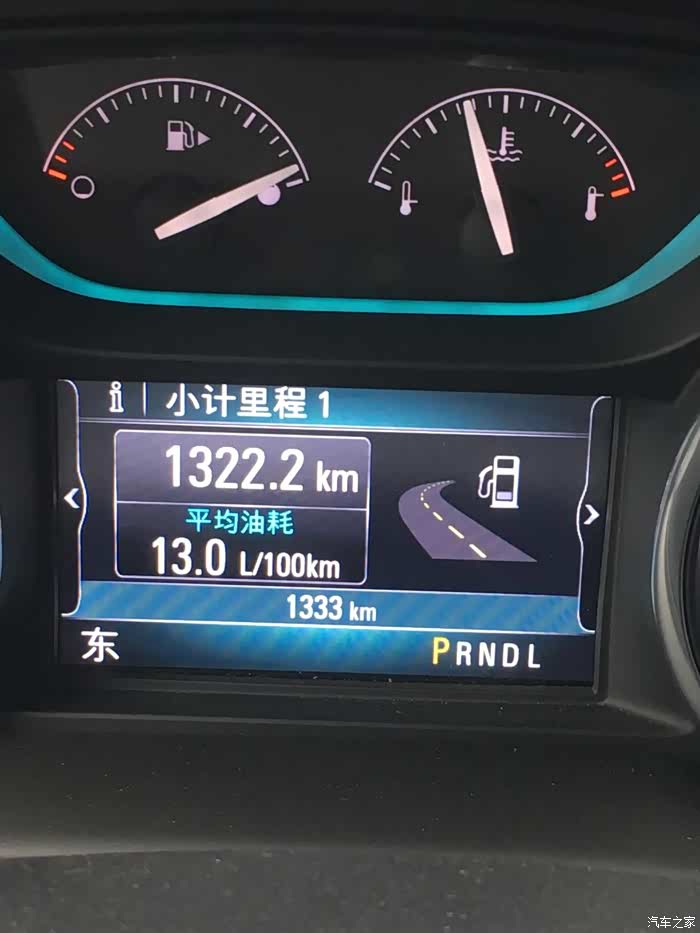 i | 小计里程 1
1322.2 km
平均油耗
13.0 L/100km
1333 km
东
PRNDL
汽车之家